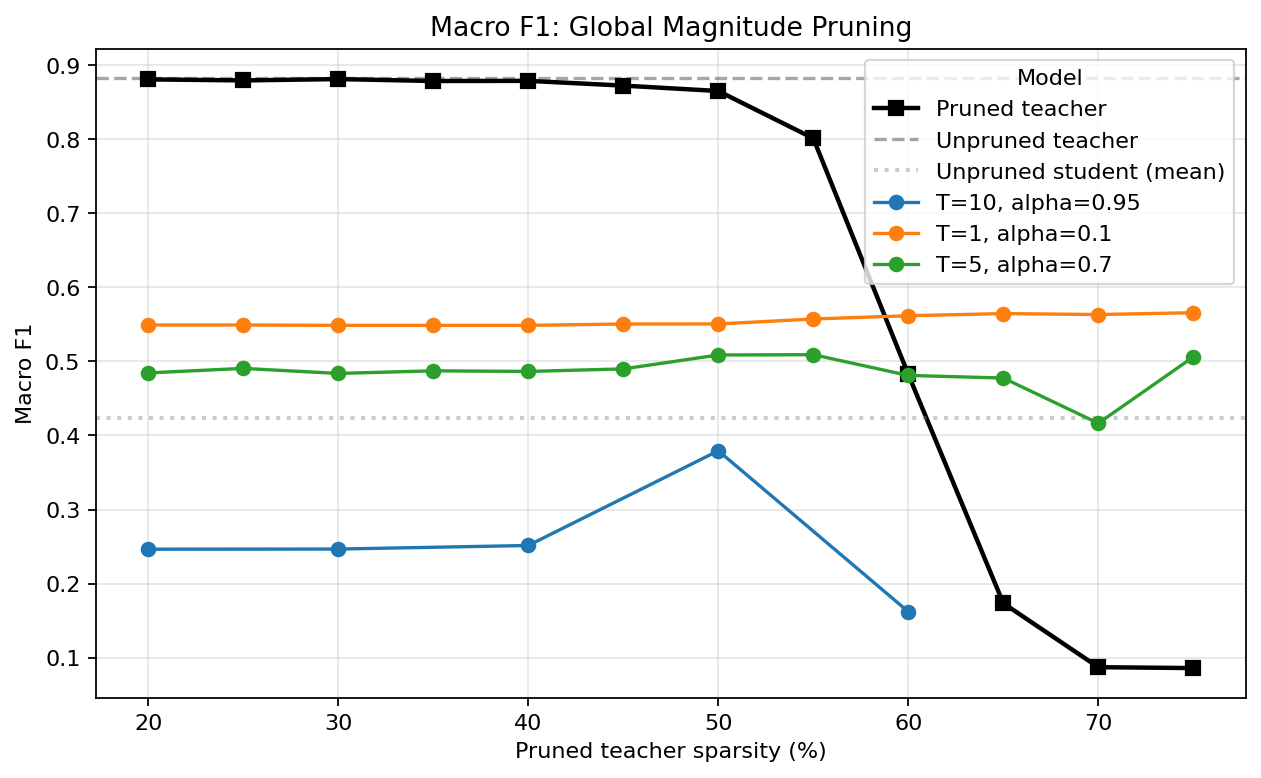 Macro F1: Global Magnitude Pruning
Macro F1
0.9
0.8
0.7
0.6
0.5
0.4
0.3
0.2
0.1
Model
Pruned teacher
Unpruned teacher
Unpruned student (mean)
T=10, alpha=0.95
T=1, alpha=0.1
T=5, alpha=0.7
20 30 40 50 60 70
Pruned teacher sparsity (%)